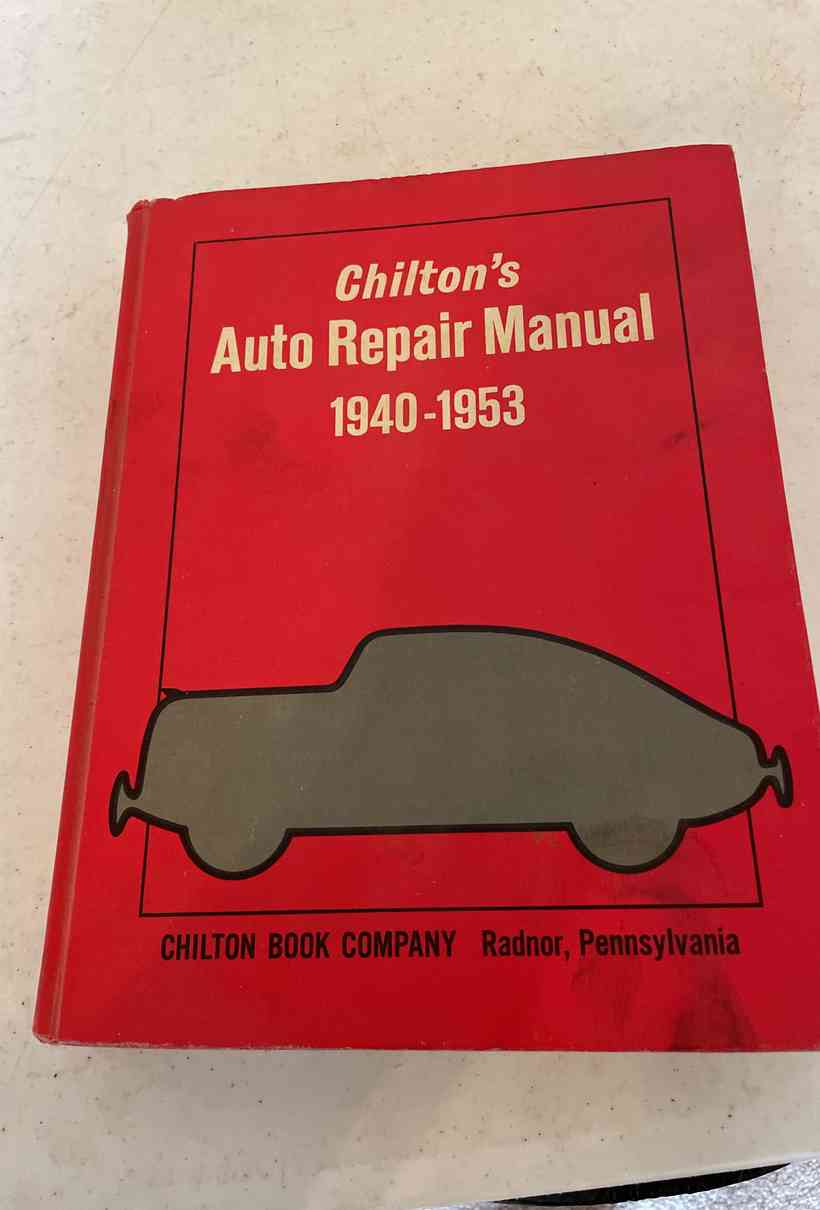 Chilton's
Auto Repair Manual
1940-1953
CHILTON BOOK COMPANY Radnor, Pennsylvania